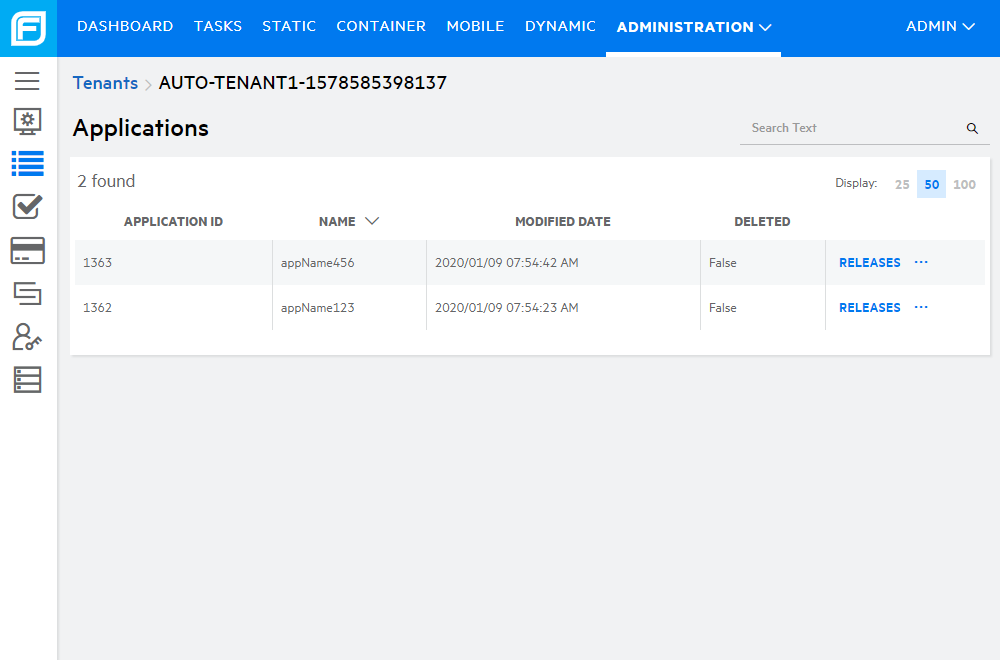 DASHBOARD TASKS STATIC CONTAINER MOBILE DYNAMIC ADMINISTRATION ADMIN
Tenants > AUTO-TENANT1-1578585398137
Applications
Search Text
2 found
Display: 25 50 100
APPLICATION ID NAME MODIFIED DATE DELETED
1363 appName456 2020/01/09 07:54:42 AM False RELEASES ···
1362 appName123 2020/01/09 07:54:23 AM False RELEASES ···